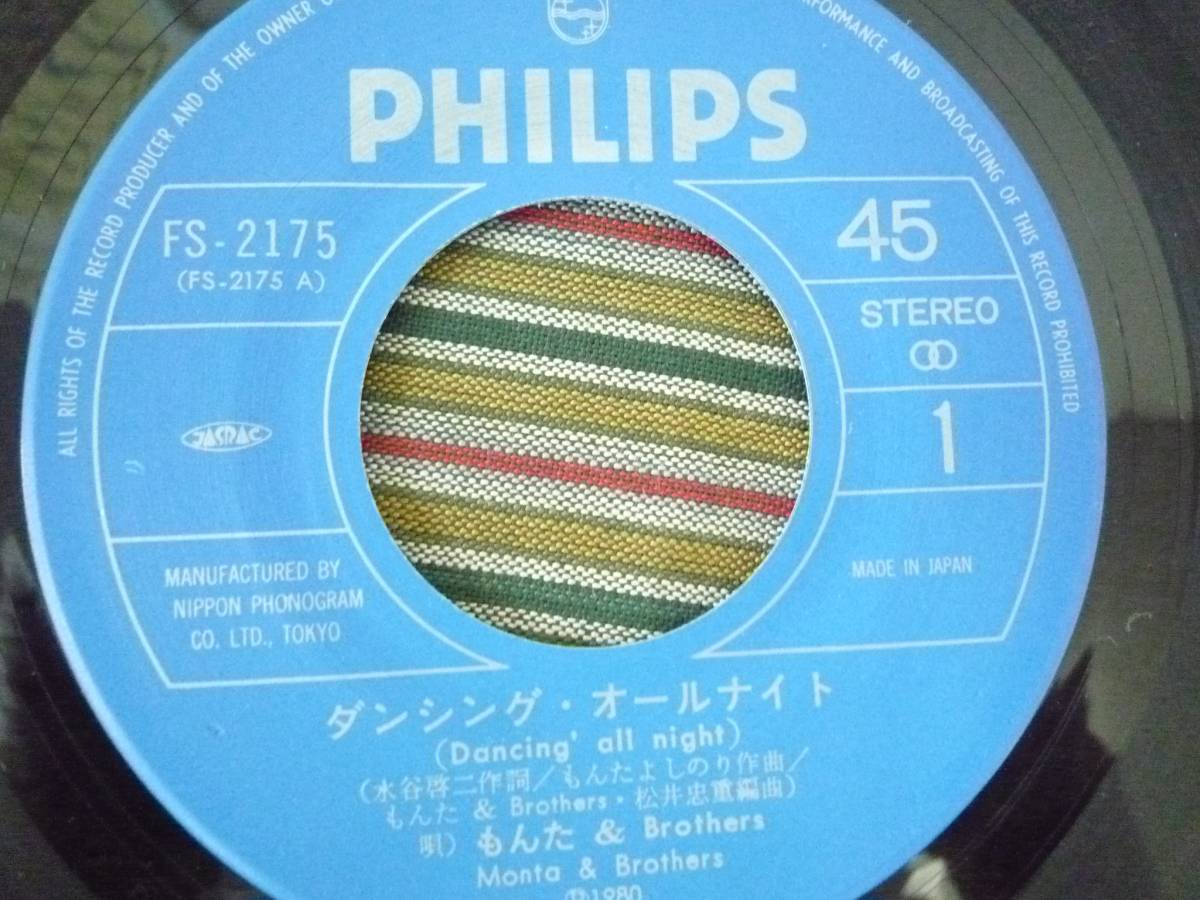 ALL RIGHTS OF THE RECORD PRODUCER AND OF THE OWNER O
RFORMANCE AND BROADCASTING OF THIS RECORD PROHIBITED
PHILIPS
FS-2175
(FS-2175 A)
JASRAC
MANUFACTURED BY
NIPPON PHONOGRAM
CO. LTD., TOKYO
45
STEREO
1
MADE IN JAPAN
ダンシング・オールナイト
(Dancing' all night)
(水谷啓二作詞/もんたよしのり作曲/
もんた & Brothers・松井忠重編曲)
唄) もんた & Brothers
Monta & Brothers
Ⓟ1980